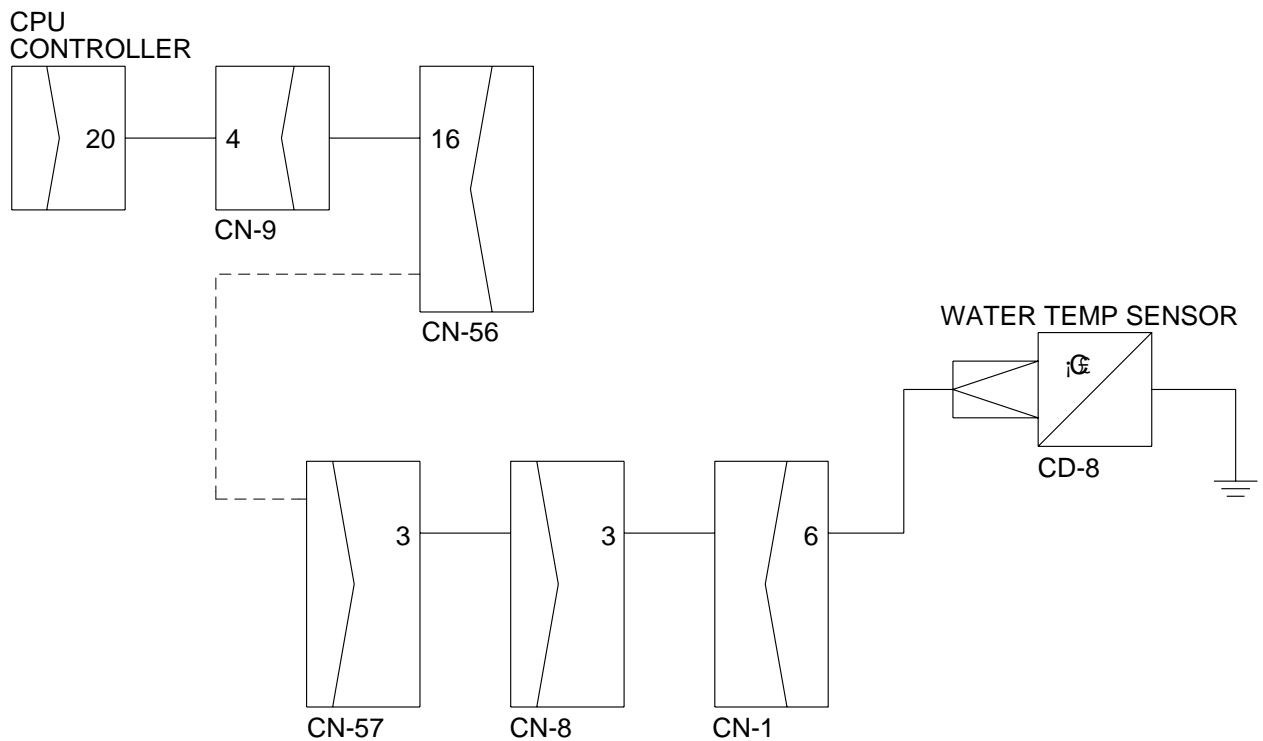 CPU
CONTROLLER
20
4
16
CN-9
CN-56
WATER TEMP SENSOR
CD-8
3
3
6
CN-57
CN-8
CN-1